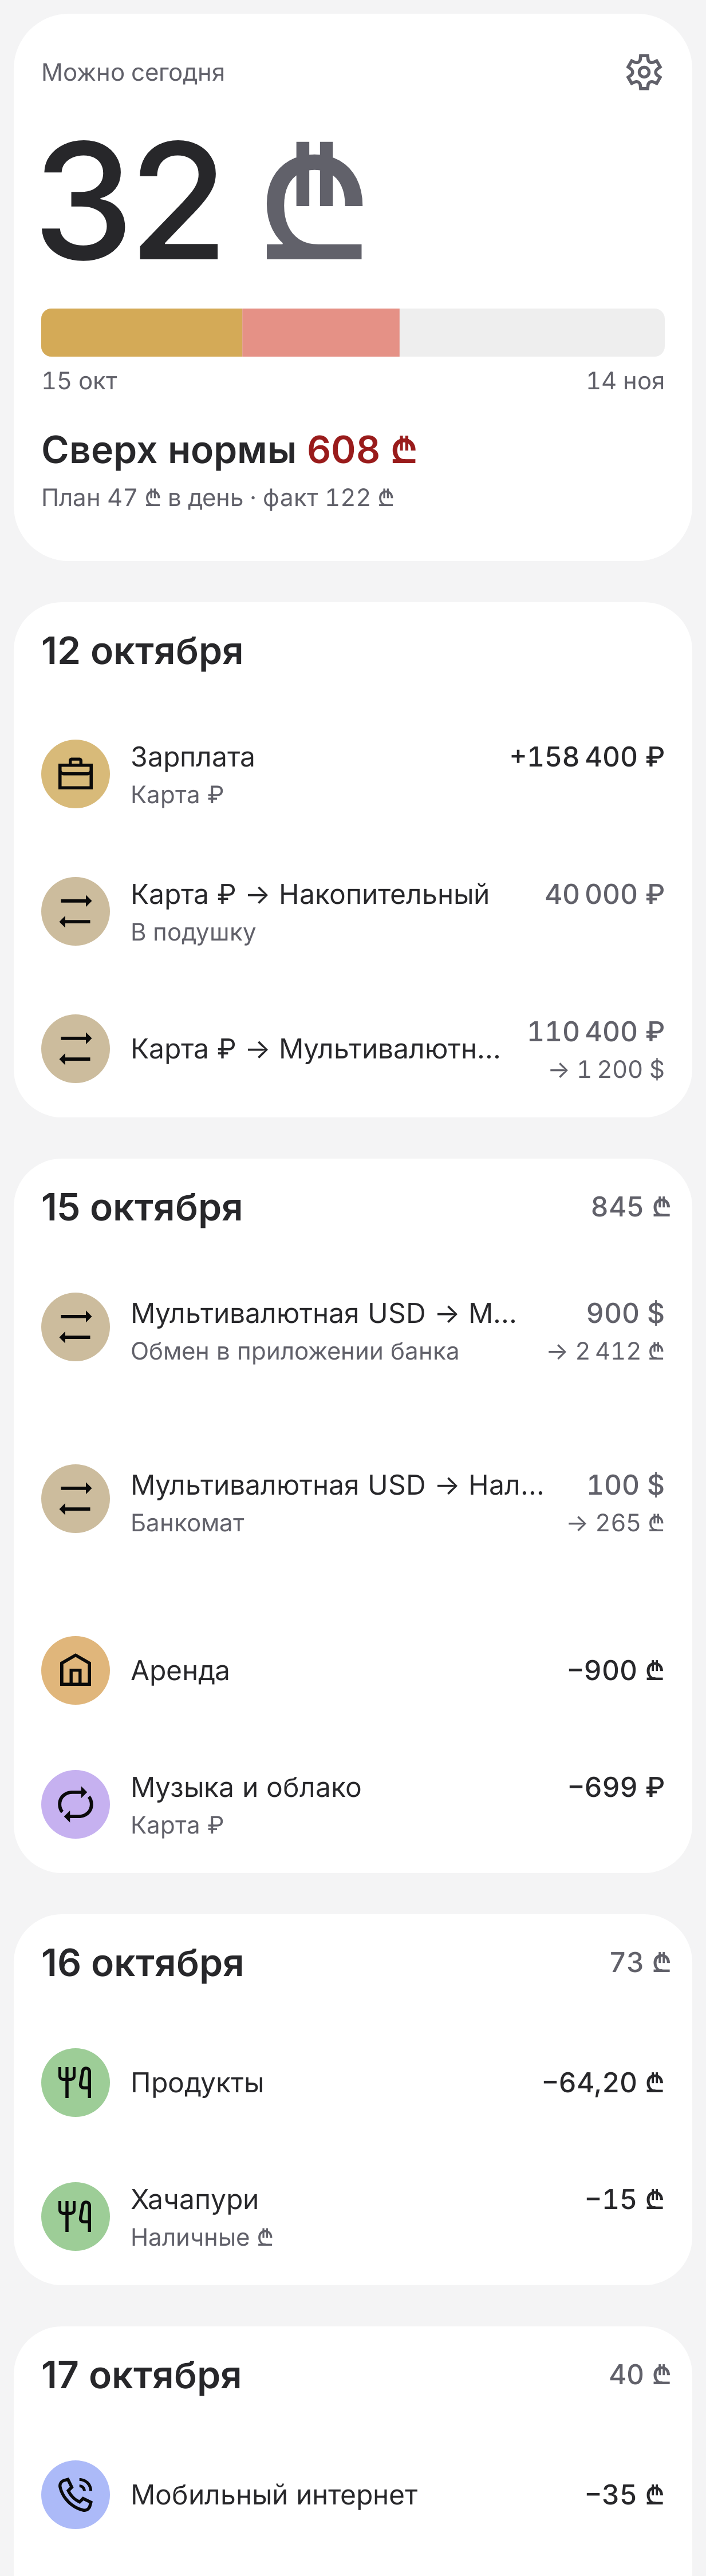 Можно сегодня
32 ₾
15 окт
14 ноя
Сверх нормы 608 ₾
План 47 ₾ в день · факт 122 ₾
12 октября
Зарплата
+158 400 ₽
Карта ₽
Карта ₽ → Накопительный
40 000 ₽
В подушку
Карта ₽ → Мультивалютн...
110 400 ₽
→ 1 200 $
15 октября
845 ₾
Мультивалютная USD → М...
900 $
Обмен в приложении банка
→ 2 412 ₾
Мультивалютная USD → Нал...
100 $
Банкомат
→ 265 ₾
Аренда
−900 ₾
Музыка и облако
−699 ₽
Карта ₽
16 октября
73 ₾
Продукты
−64,20 ₾
Хачапури
−15 ₾
Наличные ₾
17 октября
40 ₾
Мобильный интернет
−35 ₾